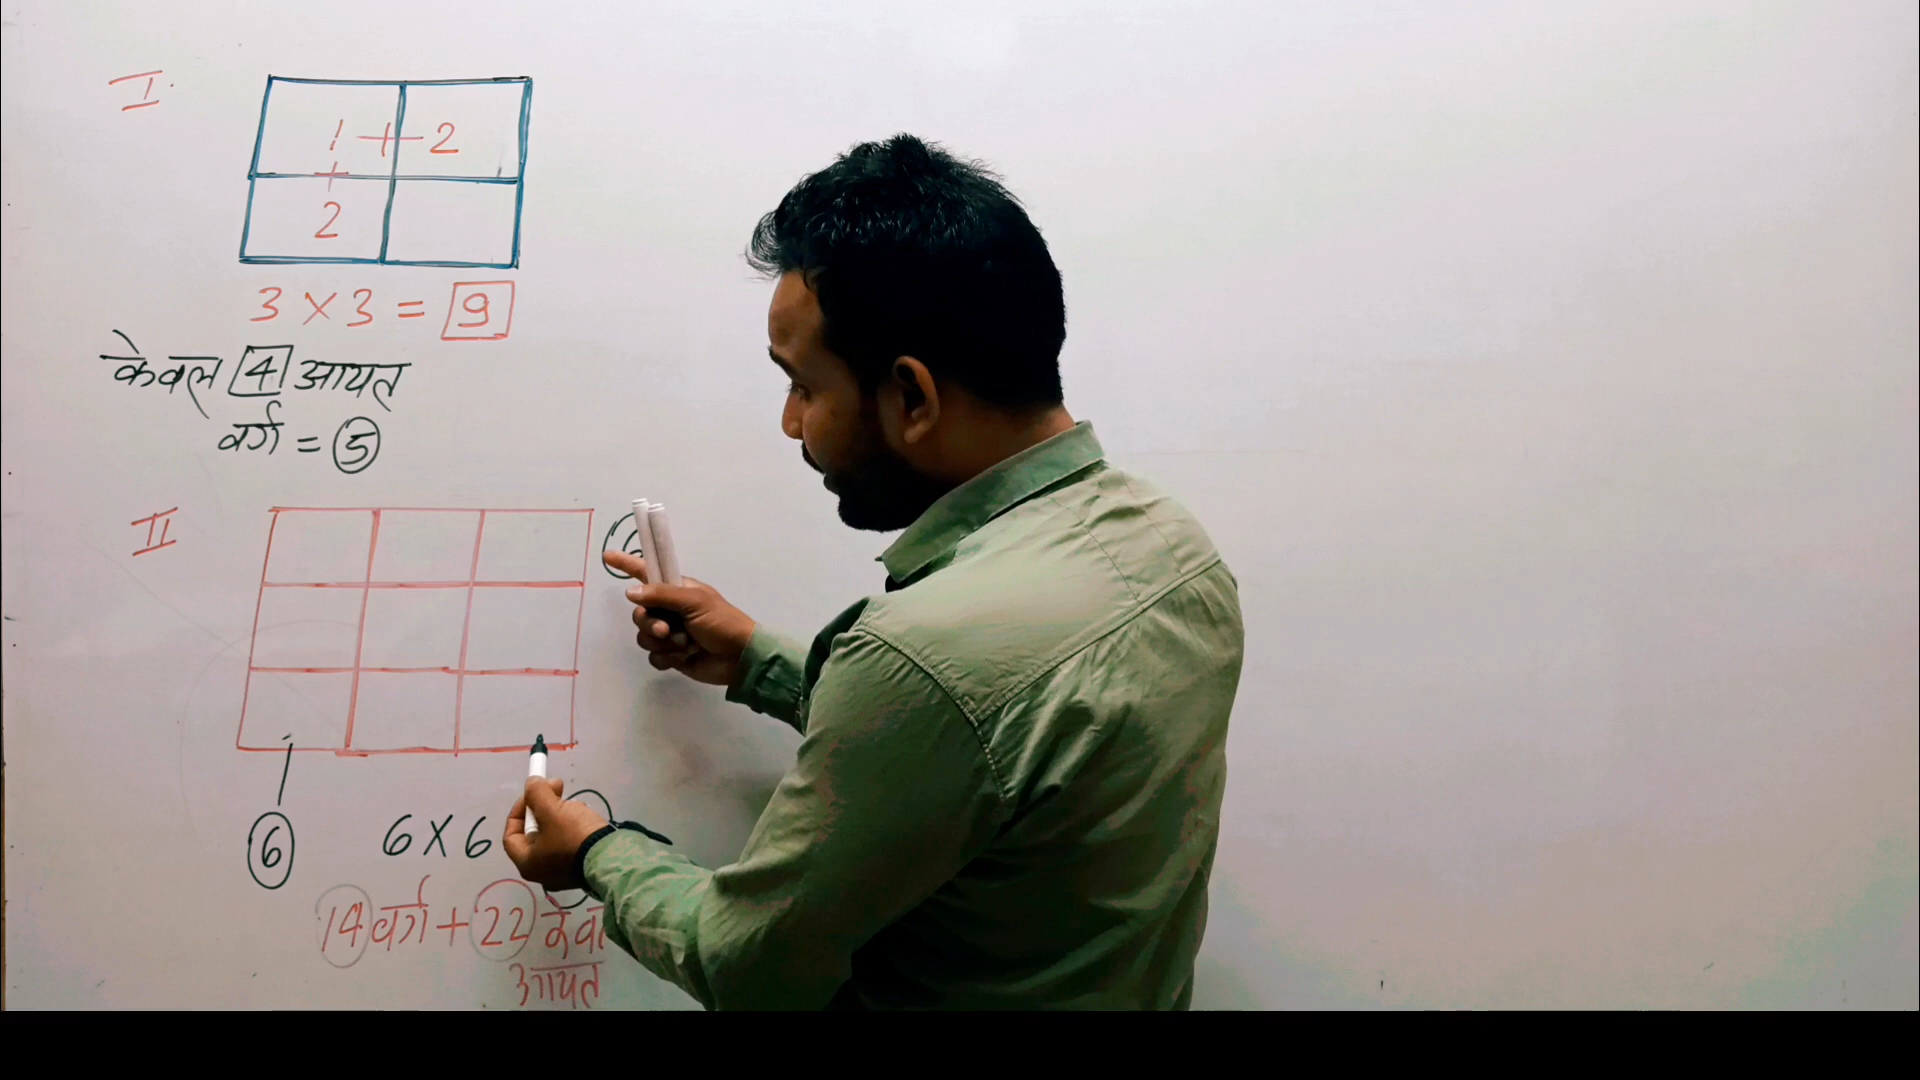 I.
1 + 2
+
2
3 × 3 = 9
केवल 4 आयत
वर्ग = 5
II
6
6 × 6
14 वर्ग + 22
आयत